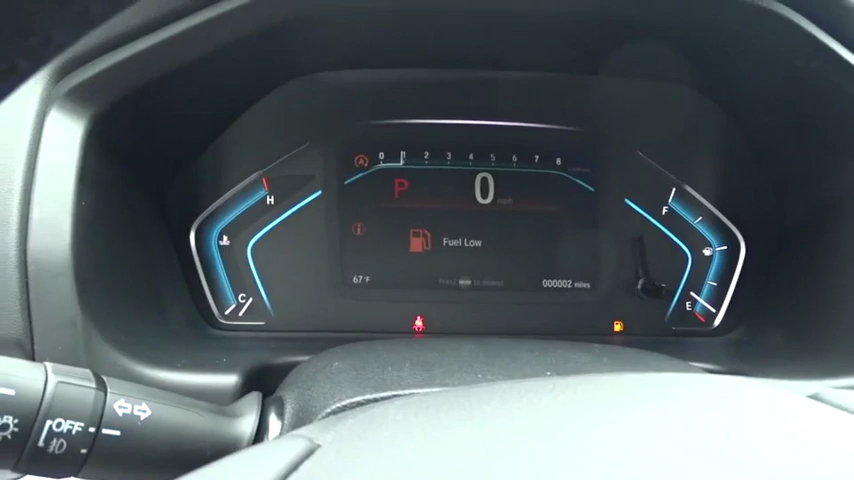 0 1 2 3 4 5 6 7 8
A
P 0
mph
H
F
i
Fuel Low
67°F
000002 miles
C
E
OFF